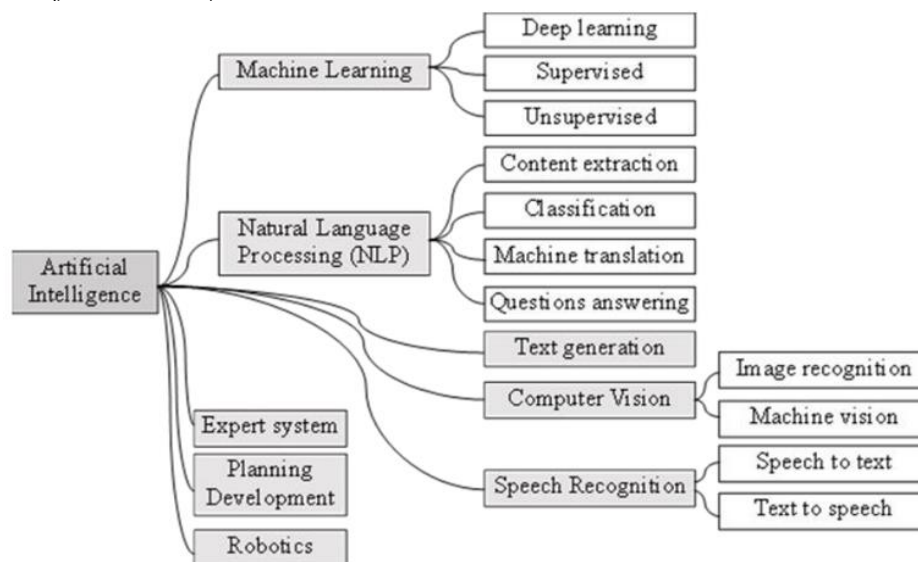 Deep learning
Machine Learning
Supervised
Unsupervised
Content extraction
Classification
Natural Language
Processing (NLP)
Machine translation
Questions answering
Artificial
Intelligence
Text generation
Image recognition
Computer Vision
Machine vision
Expert system
Speech to text
Planning
Development
Speech Recognition
Text to speech
Robotics